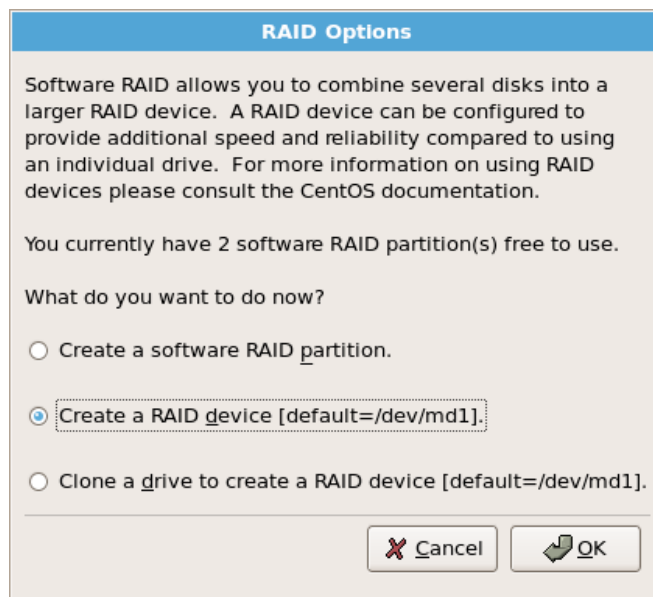 RAID Options
Software RAID allows you to combine several disks into a
larger RAID device.  A RAID device can be configured to
provide additional speed and reliability compared to using
an individual drive.  For more information on using RAID
devices please consult the CentOS documentation.
You currently have 2 software RAID partition(s) free to use.
What do you want to do now?
Create a software RAID partition.
Create a RAID device [default=/dev/md1].
Clone a drive to create a RAID device [default=/dev/md1].
Cancel
OK